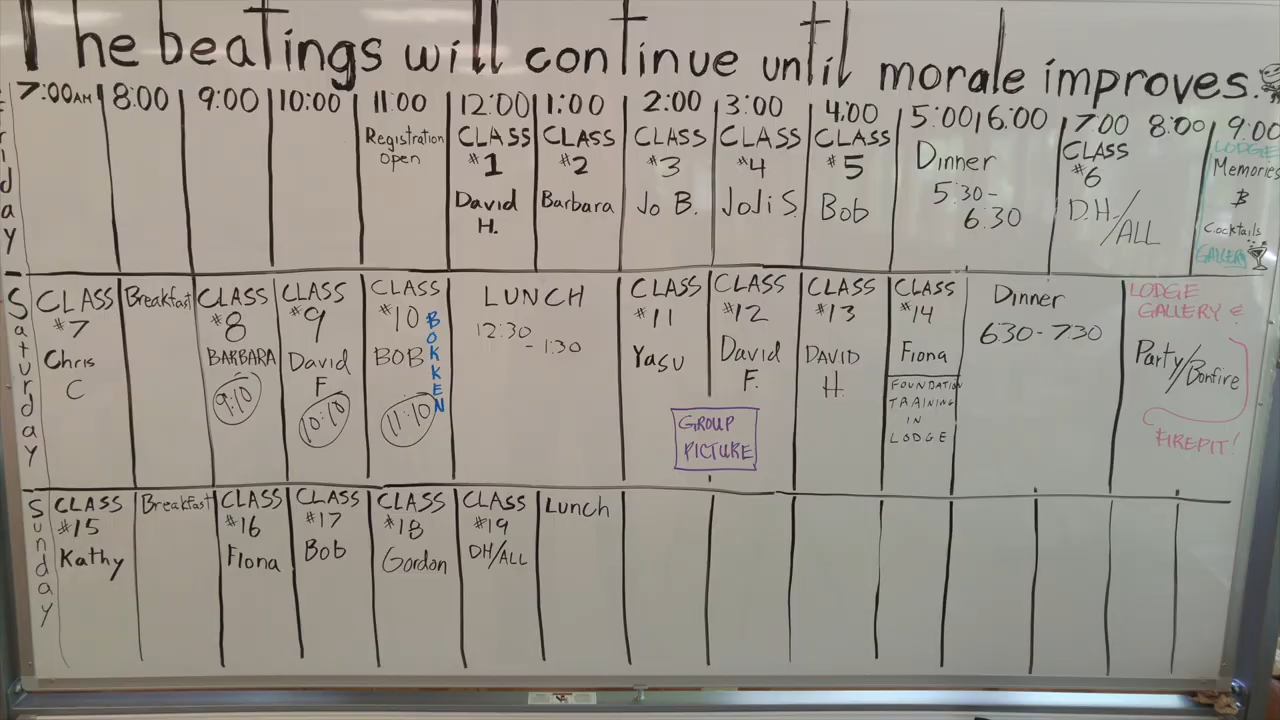 The beatings will continue until morale improves.
7:00AM 8:00 9:00 10:00 11:00 12:00 1:00 2:00 3:00 4:00 5:00 6:00 7:00 8:00 9:00
Friday
Registration
Open
CLASS
#1
David
H.
CLASS
#2
Barbara
CLASS
#3
Jo B.
CLASS
#4
JoJi S.
CLASS
#5
Bob
Dinner
5:30-
6:30
CLASS
#6
D.H./
ALL
LODGE
Memories
&
Cocktails
GALLERY
Saturday
CLASS
#7
Chris
C
Breakfast
CLASS
#8
BARBARA
9:10
CLASS
#9
David
F
10:10
CLASS
#10
BOB
11:10
BOKKEN
LUNCH
12:30
- 1:30
CLASS
#11
Yasu
CLASS
#12
David
F.
GROUP
PICTURE
CLASS
#13
DAVID
H.
CLASS
#14
Fiona
FOUNDATION
TRAINING
IN
LODGE
Dinner
630-730
LODGE
GALLERY &
Party/Bonfire
FIREPIT!
Sunday
CLASS
#15
Kathy
Breakfast
CLASS
#16
Fiona
CLASS
#17
Bob
CLASS
#18
Gordon
CLASS
#19
DH/ALL
Lunch